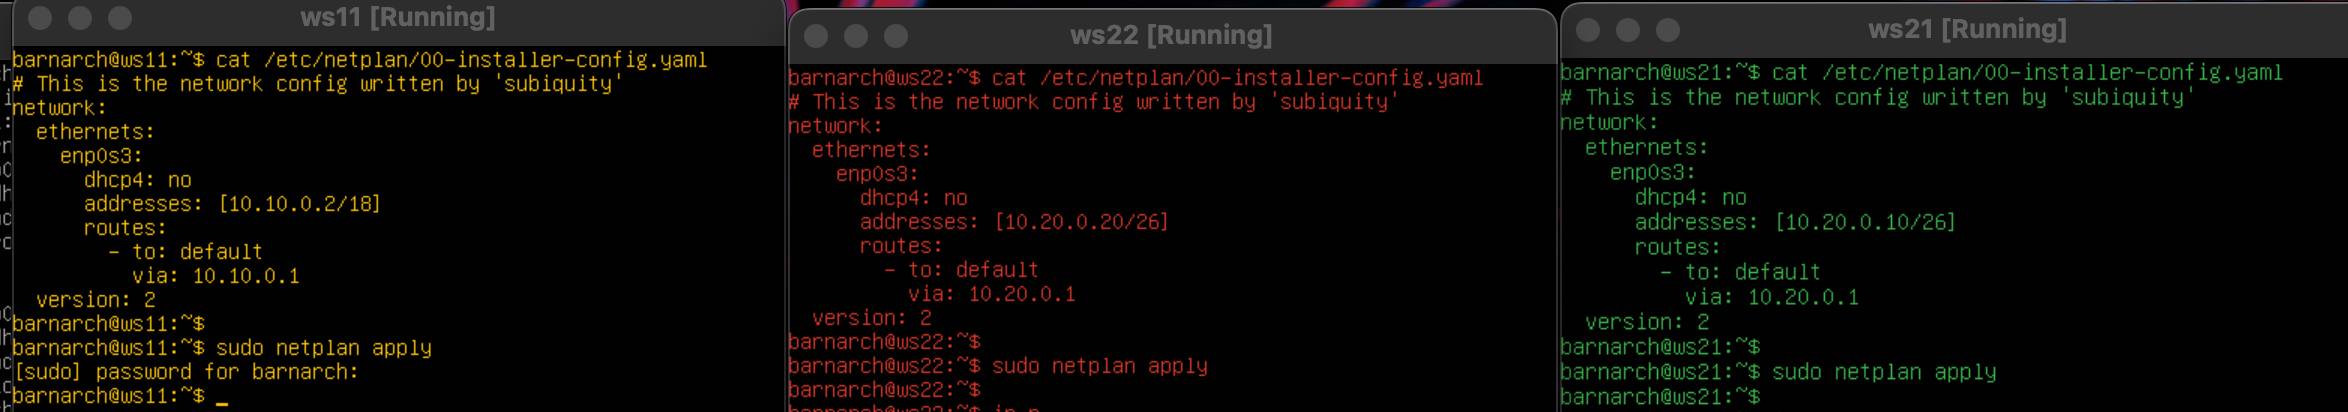 ws11 [Running]
barnarch@ws11:~$ cat /etc/netplan/00-installer-config.yaml
# This is the network config written by 'subiquity'
network:
  ethernets:
    enp0s3:
      dhcp4: no
      addresses: [10.10.0.2/18]
      routes:
        - to: default
          via: 10.10.0.1
  version: 2
barnarch@ws11:~$
barnarch@ws11:~$ sudo netplan apply
[sudo] password for barnarch:
barnarch@ws11:~$ _
ws22 [Running]
barnarch@ws22:~$ cat /etc/netplan/00-installer-config.yaml
# This is the network config written by 'subiquity'
network:
  ethernets:
    enp0s3:
      dhcp4: no
      addresses: [10.20.0.20/26]
      routes:
        - to: default
          via: 10.20.0.1
  version: 2
barnarch@ws22:~$
barnarch@ws22:~$ sudo netplan apply
barnarch@ws22:~$
ws21 [Running]
barnarch@ws21:~$ cat /etc/netplan/00-installer-config.yaml
# This is the network config written by 'subiquity'
network:
  ethernets:
    enp0s3:
      dhcp4: no
      addresses: [10.20.0.10/26]
      routes:
        - to: default
          via: 10.20.0.1
  version: 2
barnarch@ws21:~$
barnarch@ws21:~$ sudo netplan apply
barnarch@ws21:~$